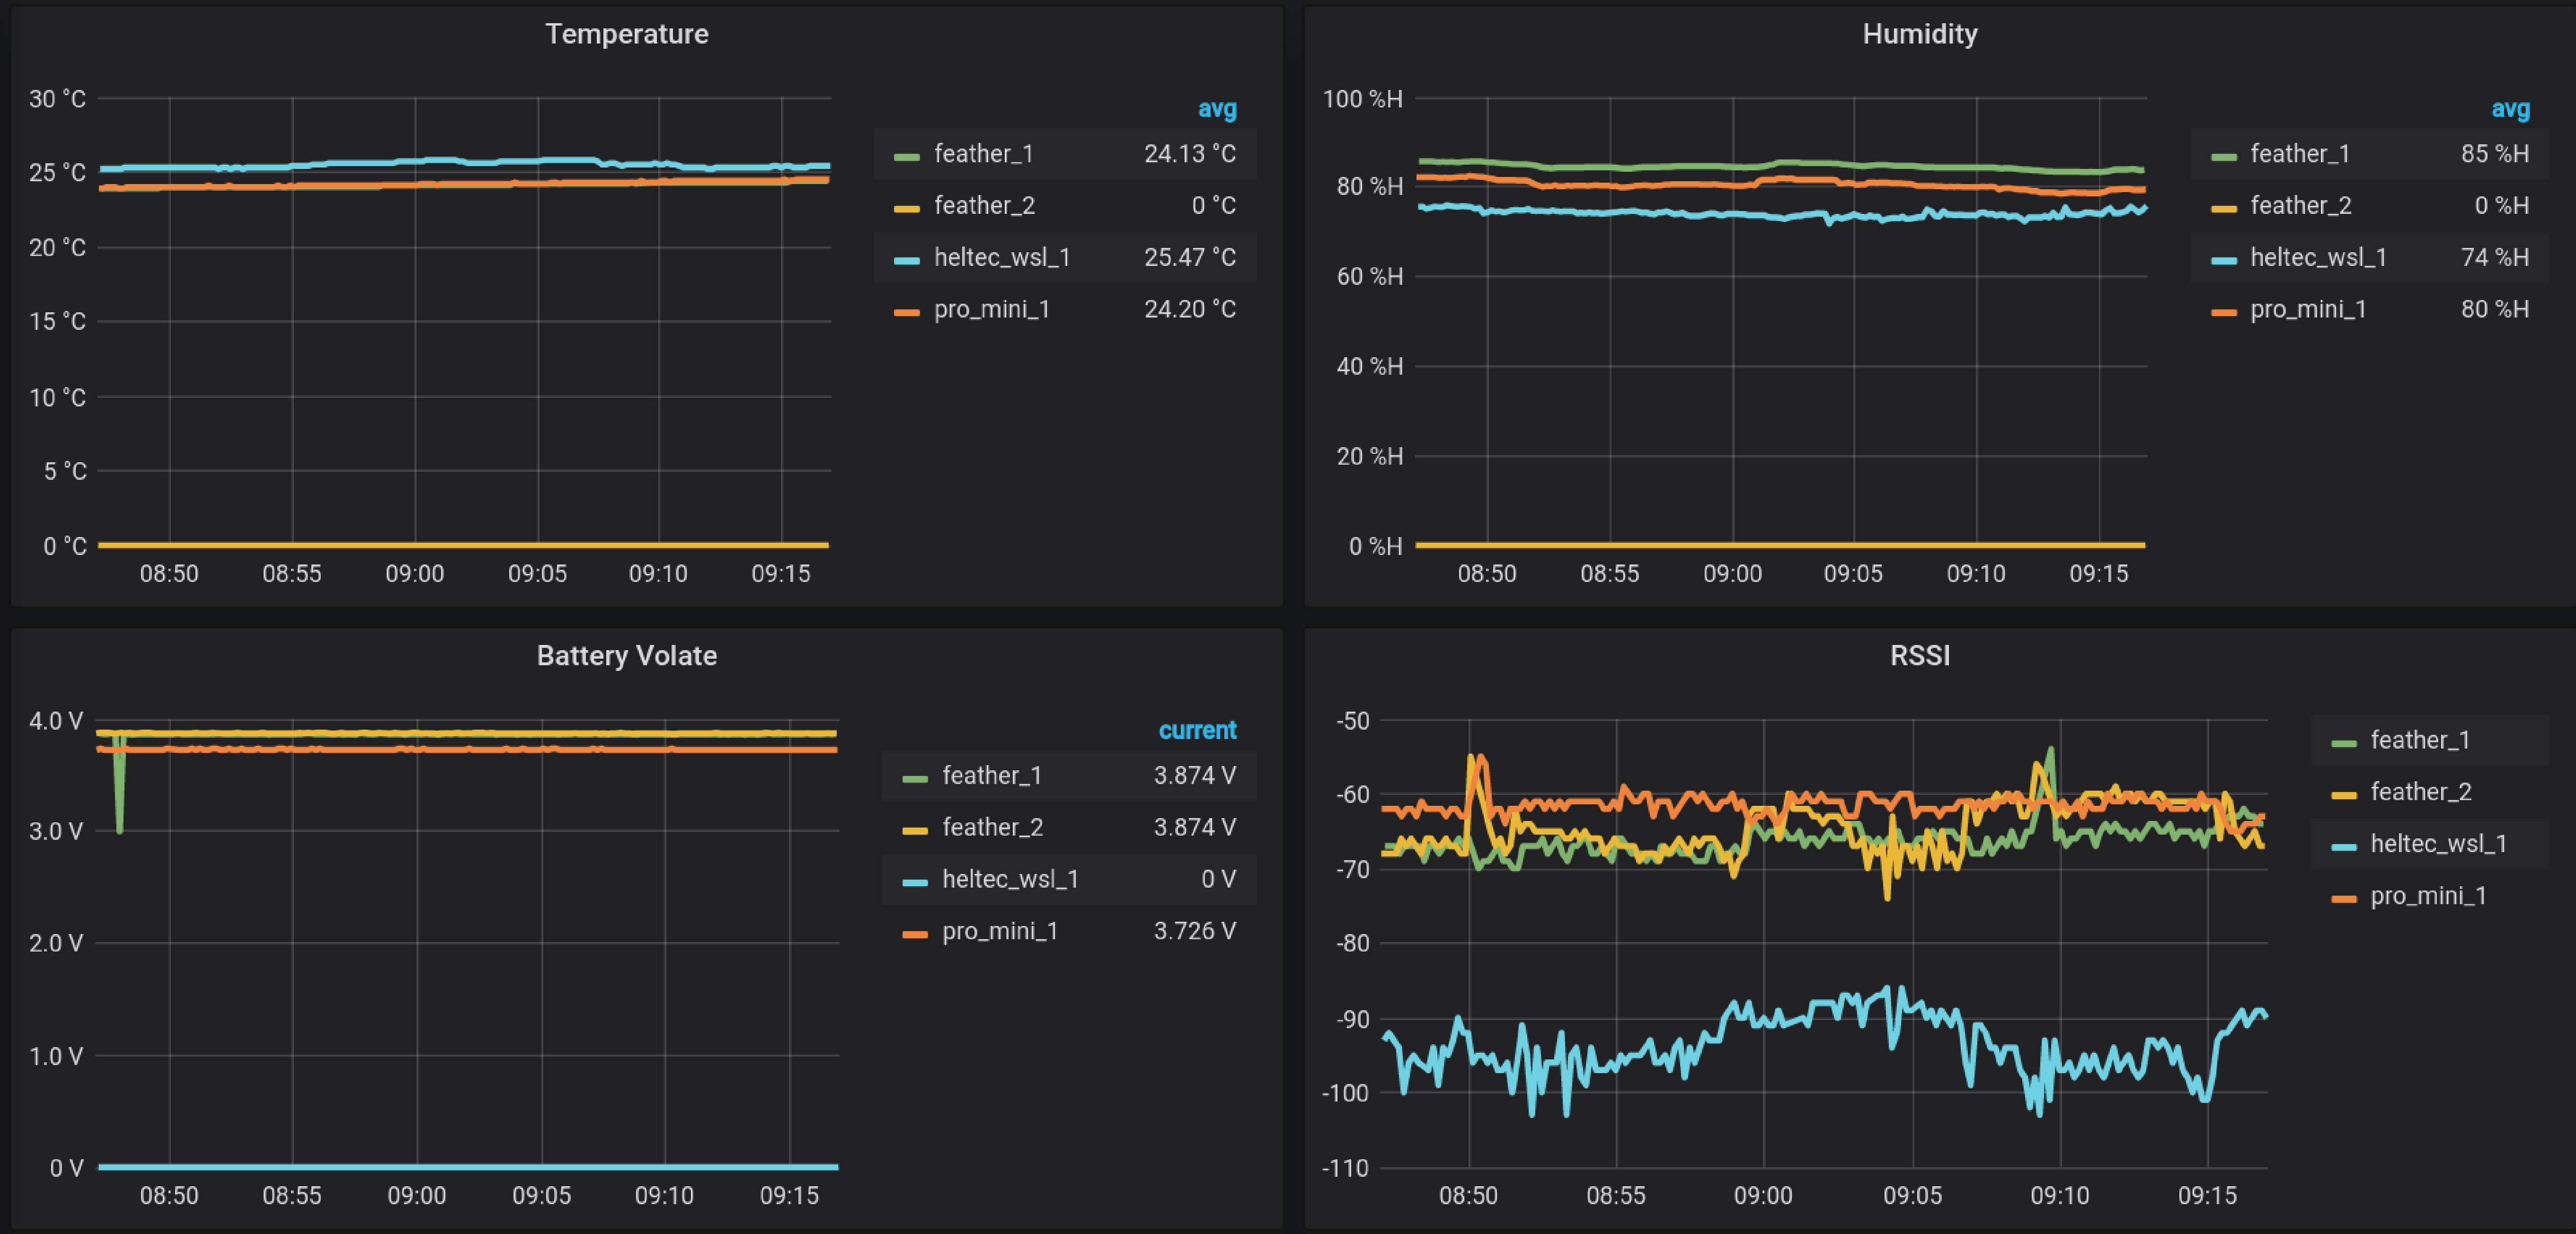 Temperature
30 °C
25 °C
20 °C
15 °C
10 °C
5 °C
0 °C
08:50 08:55 09:00 09:05 09:10 09:15
avg
feather_1 24.13 °C
feather_2 0 °C
heltec_wsl_1 25.47 °C
pro_mini_1 24.20 °C
Humidity
100 %H
80 %H
60 %H
40 %H
20 %H
0 %H
08:50 08:55 09:00 09:05 09:10 09:15
avg
feather_1 85 %H
feather_2 0 %H
heltec_wsl_1 74 %H
pro_mini_1 80 %H
Battery Volate
4.0 V
3.0 V
2.0 V
1.0 V
0 V
08:50 08:55 09:00 09:05 09:10 09:15
current
feather_1 3.874 V
feather_2 3.874 V
heltec_wsl_1 0 V
pro_mini_1 3.726 V
RSSI
-50
-60
-70
-80
-90
-100
-110
08:50 08:55 09:00 09:05 09:10 09:15
feather_1
feather_2
heltec_wsl_1
pro_mini_1